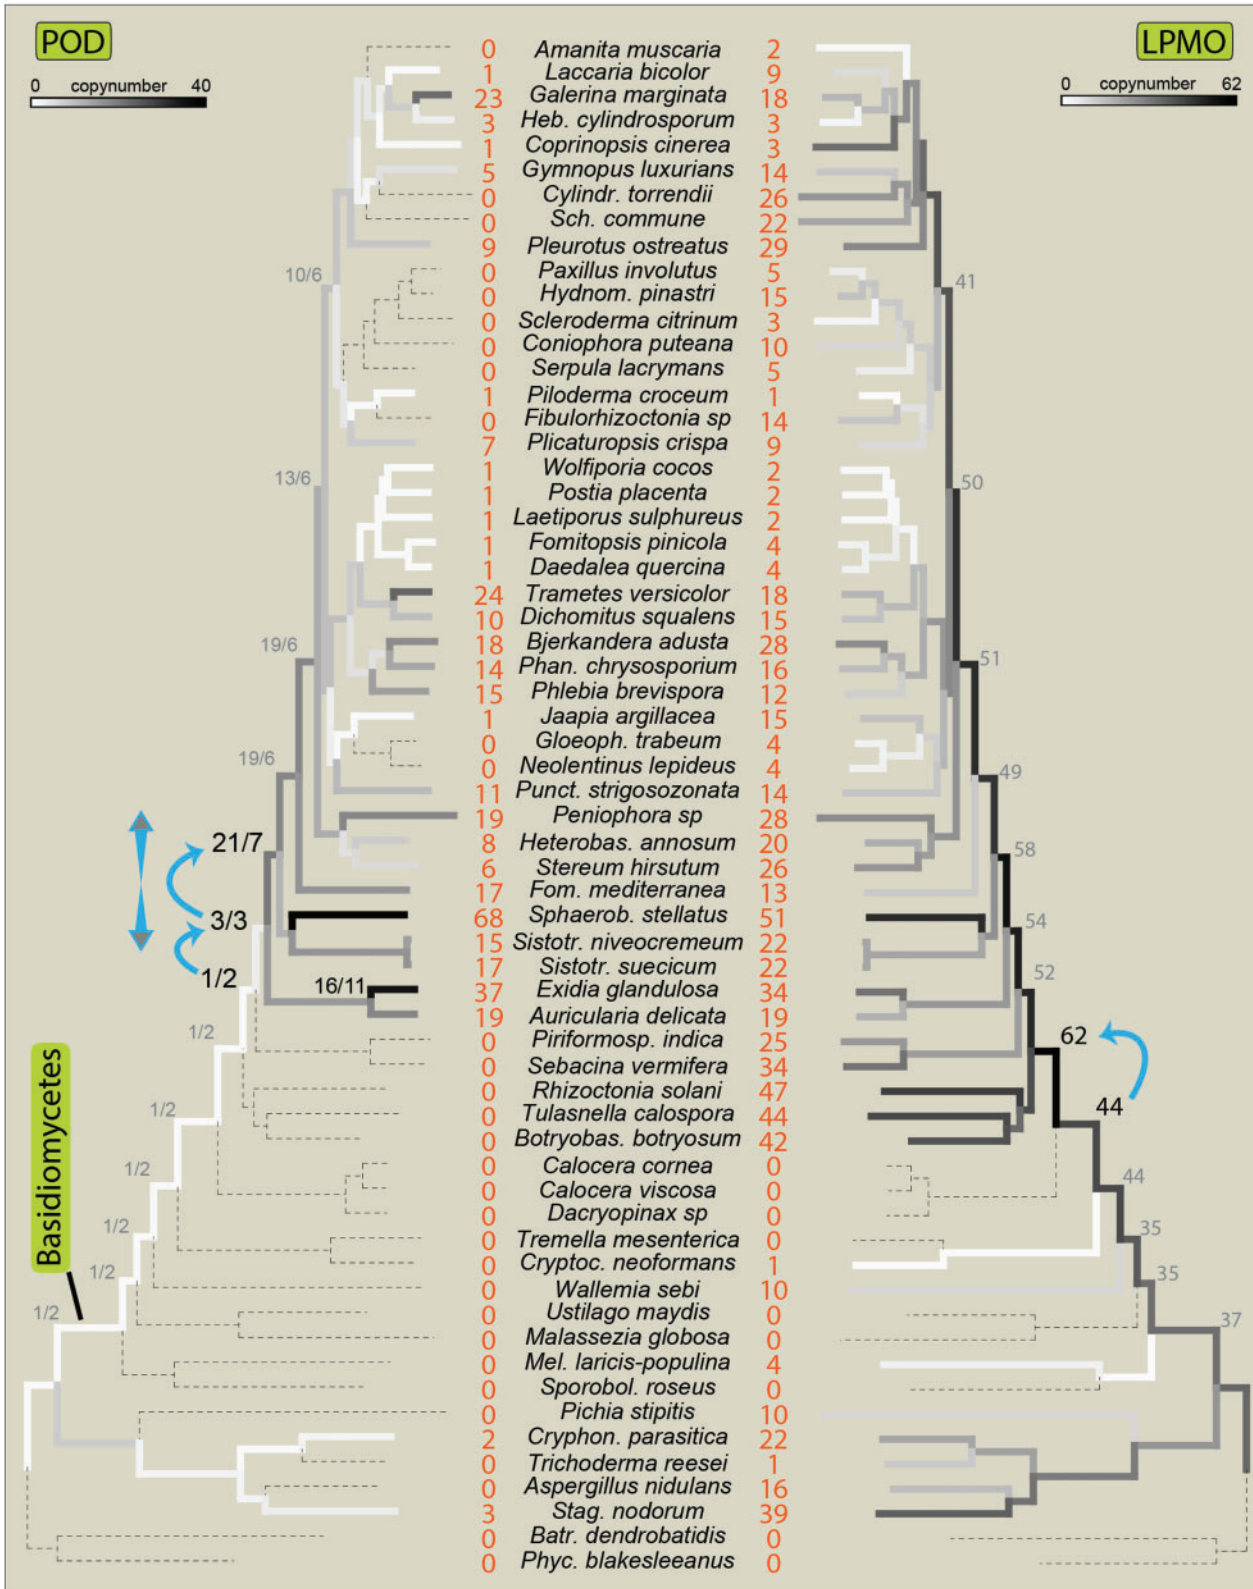 POD
LPMO
0 copynumber 40
0 copynumber 62
0 Amanita muscaria 2
1 Laccaria bicolor 9
23 Galerina marginata 18
3 Heb. cylindrosporum 3
1 Coprinopsis cinerea 3
5 Gymnopus luxurians 14
0 Cylindr. torrendii 26
0 Sch. commune 22
9 Pleurotus ostreatus 29
10/6 0 Paxillus involutus 5 41
0 Hydnom. pinastri 15
0 Scleroderma citrinum 3
0 Coniophora puteana 10
0 Serpula lacrymans 5
1 Piloderma croceum 1
0 Fibulorhizoctonia sp 14
7 Plicaturopsis crispa 9
13/6 1 Wolfiporia cocos 2
1 Postia placenta 2 50
1 Laetiporus sulphureus 2
1 Fomitopsis pinicola 4
1 Daedalea quercina 4
24 Trametes versicolor 18
10 Dichomitus squalens 15
19/6 18 Bjerkandera adusta 28
14 Phan. chrysosporium 16 51
15 Phlebia brevispora 12
1 Jaapia argillacea 15
0 Gloeoph. trabeum 4
19/6 0 Neolentinus lepideus 4 49
11 Punct. strigosozonata 14
19 Peniophora sp 28
21/7 8 Heterobas. annosum 20 58
6 Stereum hirsutum 26
17 Fom. mediterranea 13
3/3 68 Sphaerob. stellatus 51 54
15 Sistotr. niveocremeum 22
1/2 17 Sistotr. suecicum 22 52
16/11 37 Exidia glandulosa 34
19 Auricularia delicata 19
1/2 0 Piriformosp. indica 25 62
0 Sebacina vermifera 34
0 Rhizoctonia solani 47
1/2 0 Tulasnella calospora 44 44
0 Botryobas. botryosum 42
Basidiomycetes
1/2 0 Calocera cornea 0 44
0 Calocera viscosa 0
1/2 0 Dacryopinax sp 0 35
0 Tremella mesenterica 0
1/2 0 Cryptoc. neoformans 1 35
0 Wallemia sebi 10
1/2 0 Ustilago maydis 0 37
0 Malassezia globosa 0
0 Mel. laricis-populina 4
0 Sporobol. roseus 0
0 Pichia stipitis 10
2 Cryphon. parasitica 22
0 Trichoderma reesei 1
0 Aspergillus nidulans 16
3 Stag. nodorum 39
0 Batr. dendrobatidis 0
0 Phyc. blakesleeanus 0